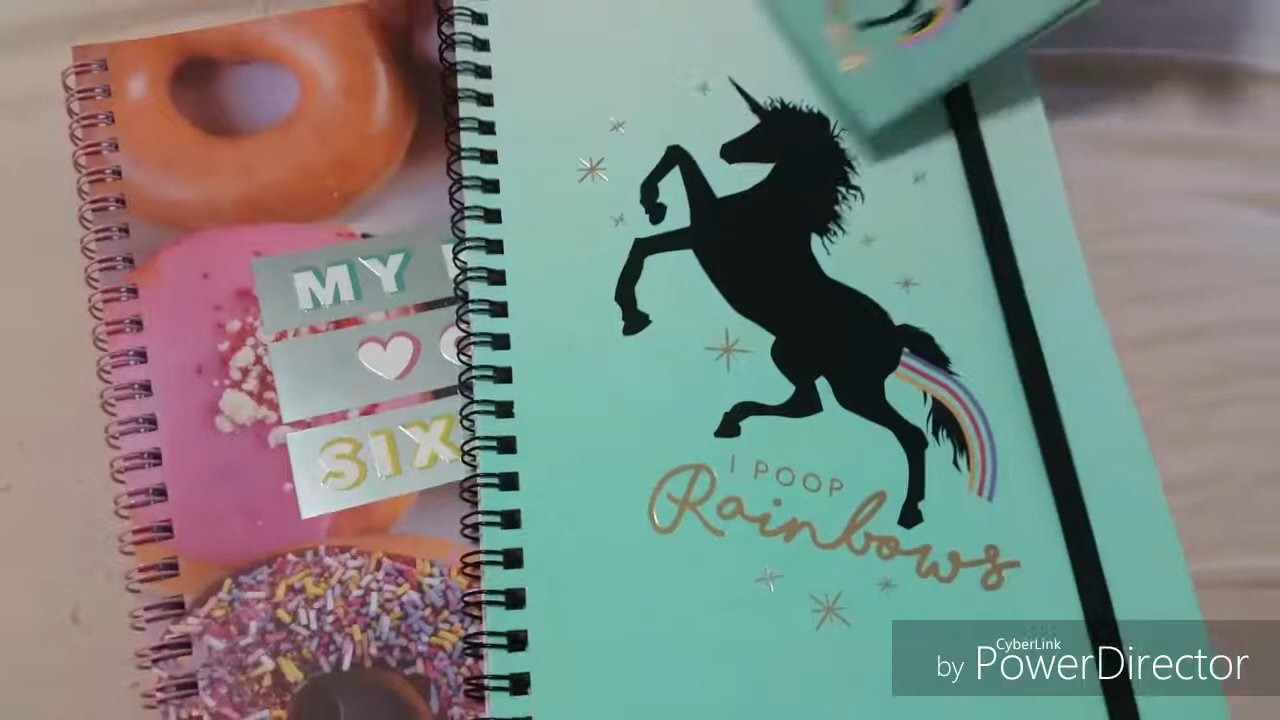 MY
SIX
I POOP
Rainbows
CyberLink
by PowerDirector